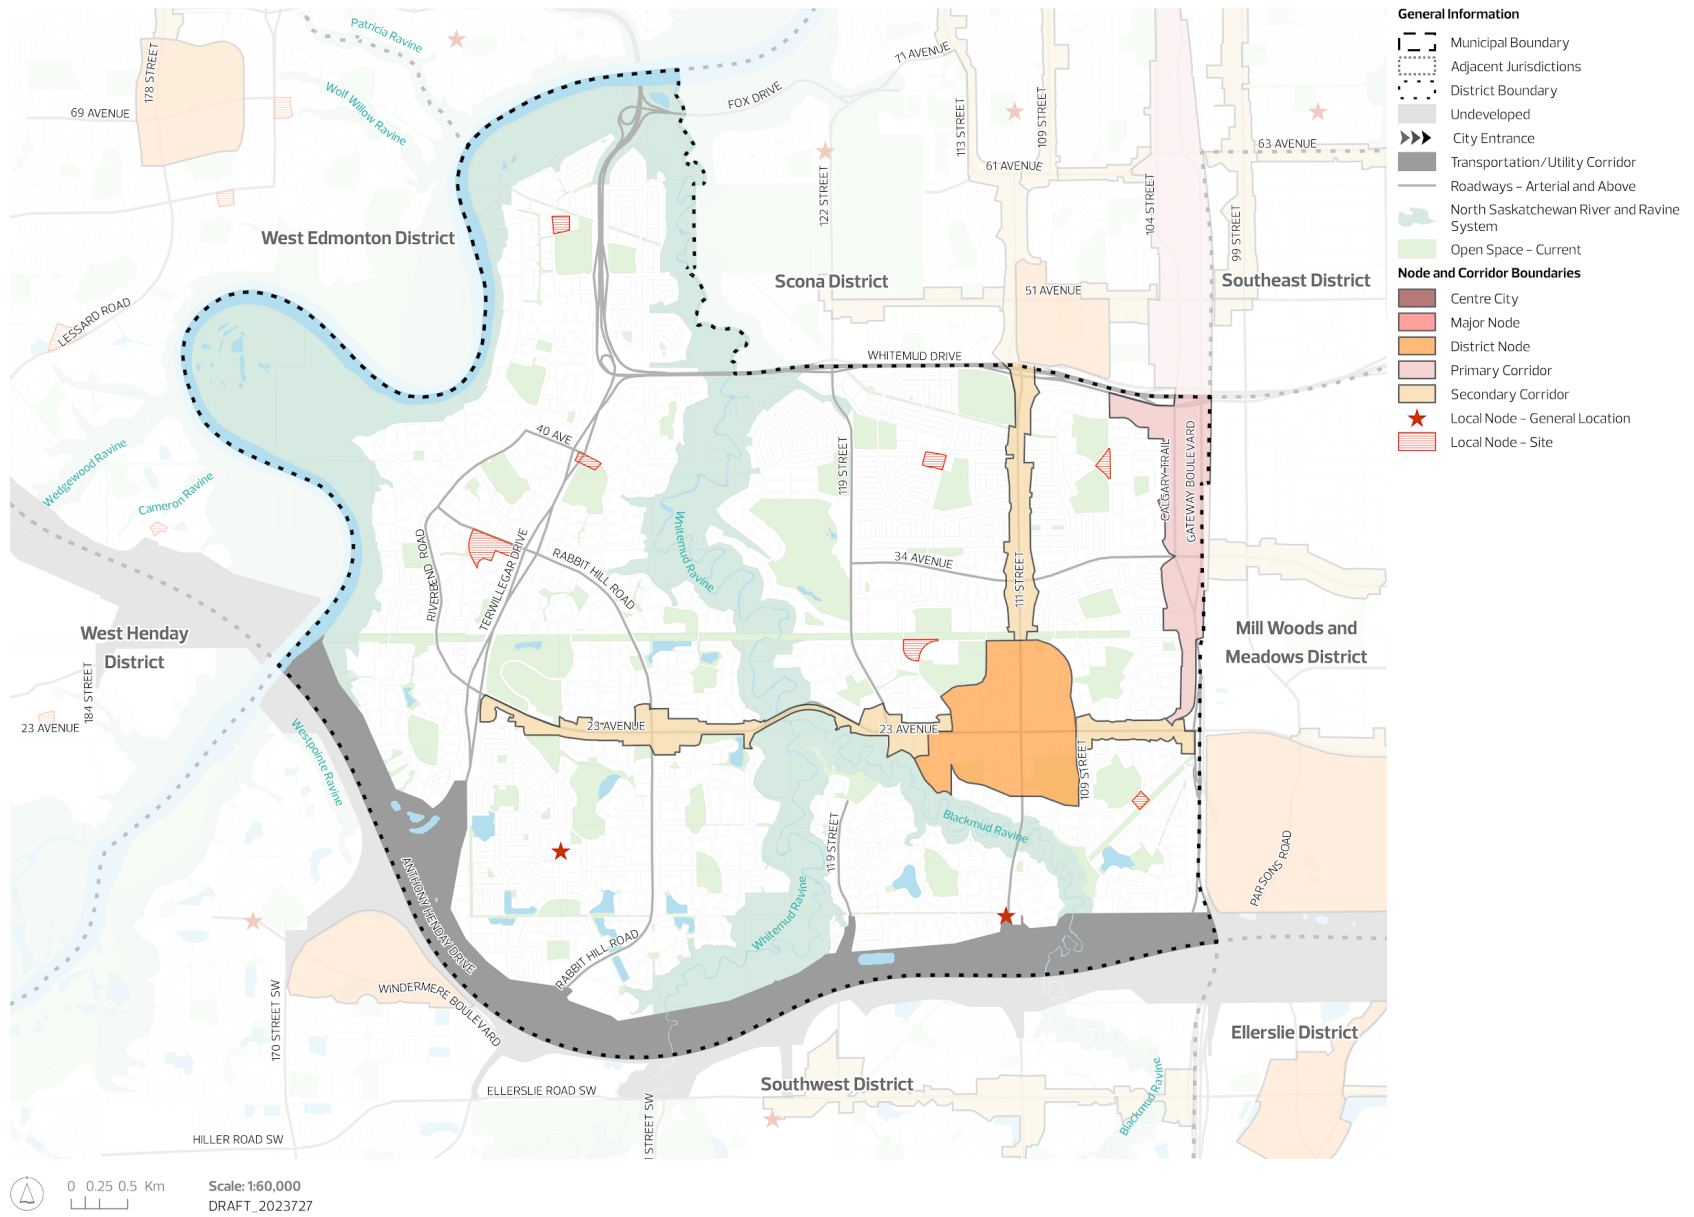 General Information
Municipal Boundary
Adjacent Jurisdictions
District Boundary
Undeveloped
City Entrance
Transportation/Utility Corridor
Roadways – Arterial and Above
North Saskatchewan River and Ravine
System
Open Space – Current
Node and Corridor Boundaries
Centre City
Major Node
District Node
Primary Corridor
Secondary Corridor
Local Node – General Location
Local Node – Site
Patricia Ravine
178 STREET
71 AVENUE
Wolf Willow Ravine
FOX DRIVE
69 AVENUE
113 STREET
109 STREET
63 AVENUE
61 AVENUE
122 STREET
104 STREET
99 STREET
West Edmonton District
Scona District
Southeast District
51 AVENUE
LESSARD ROAD
WHITEMUD DRIVE
40 AVE
119 STREET
CALGARY TRAIL
GATEWAY BOULEVARD
Wedgewood Ravine
Cameron Ravine
Whitemud Ravine
RIVERBEND ROAD
TERWILLEGAR DRIVE
RABBIT HILL ROAD
34 AVENUE
111 STREET
West Henday
District
Mill Woods and
Meadows District
184 STREET
23 AVENUE
23 AVENUE
23 AVENUE
Westpointe Ravine
109 STREET
Blackmud Ravine
119 STREET
PARSONS ROAD
ANTHONY HENDAY DRIVE
Whitemud Ravine
RABBIT HILL ROAD
WINDERMERE BOULEVARD
170 STREET SW
Ellerslie District
Southwest District
ELLERSLIE ROAD SW
Blackmud Ravine
STREET SW
HILLER ROAD SW
0 0.25 0.5 Km
Scale: 1:60,000
DRAFT_2023727